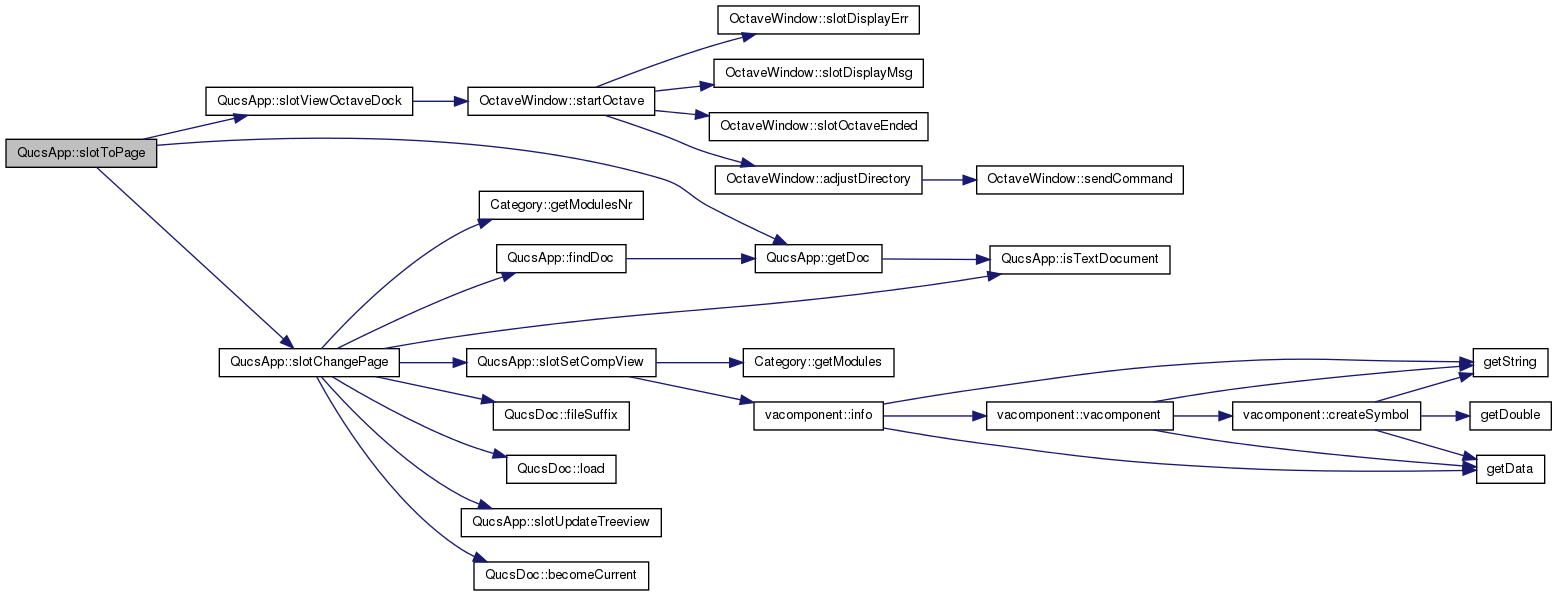 OctaveWindow::slotDisplayErr
OctaveWindow::slotDisplayMsg
QucsApp::slotViewOctaveDock
OctaveWindow::startOctave
OctaveWindow::slotOctaveEnded
QucsApp::slotToPage
OctaveWindow::adjustDirectory
OctaveWindow::sendCommand
Category::getModulesNr
QucsApp::findDoc
QucsApp::getDoc
QucsApp::isTextDocument
QucsApp::slotChangePage
QucsApp::slotSetCompView
Category::getModules
getString
QucsDoc::fileSuffix
vacomponent::info
vacomponent::vacomponent
vacomponent::createSymbol
getDouble
QucsDoc::load
getData
QucsApp::slotUpdateTreeview
QucsDoc::becomeCurrent